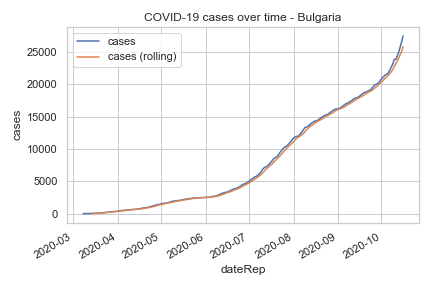 COVID-19 cases over time - Bulgaria
cases
cases (rolling)
25000
20000
15000
10000
5000
0
cases
2020-03
2020-04
2020-05
2020-06
2020-07
2020-08
2020-09
2020-10
dateRep